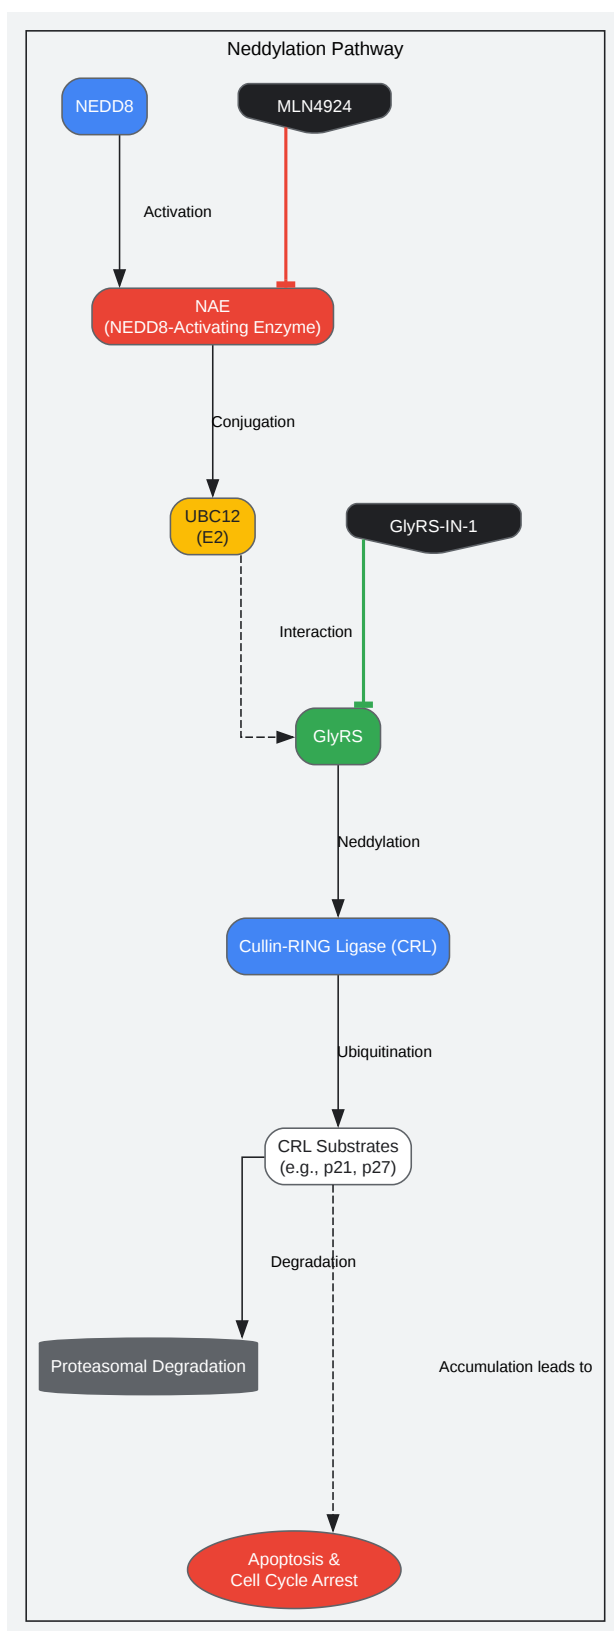 Neddylation Pathway
NEDD8
MLN4924
Activation
NAE
(NEDD8-Activating Enzyme)
Conjugation
UBC12
(E2)
GlyRS-IN-1
Interaction
GlyRS
Neddylation
Cullin-RING Ligase (CRL)
Ubiquitination
CRL Substrates
(e.g., p21, p27)
Degradation
Proteasomal Degradation
Accumulation leads to
Apoptosis &
Cell Cycle Arrest